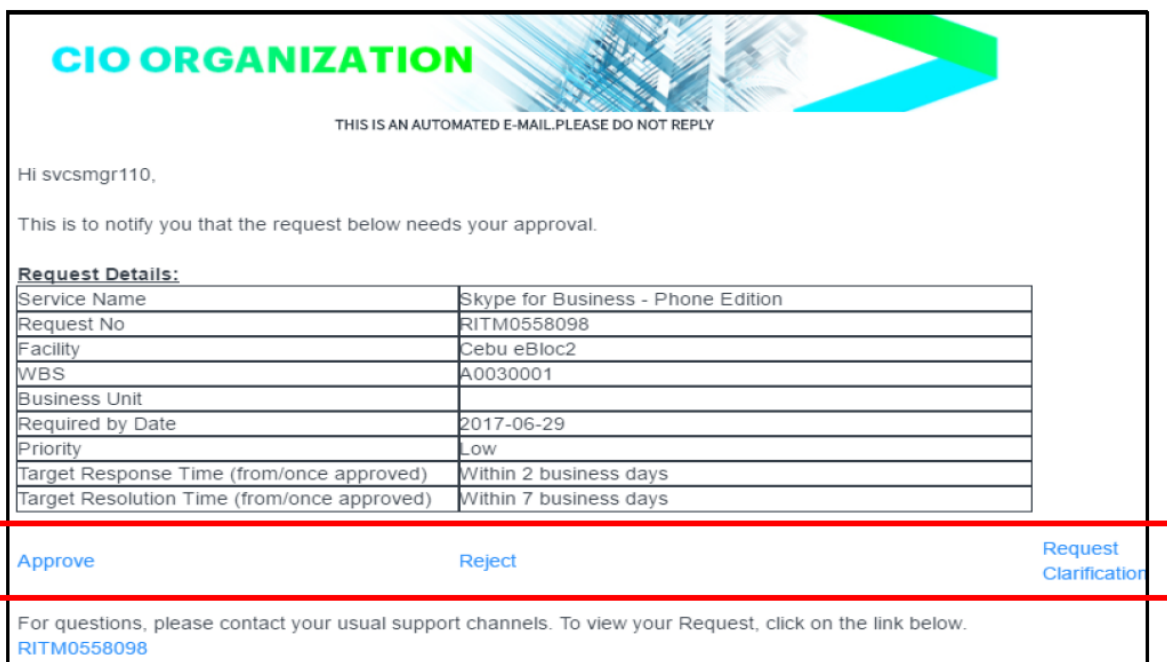 CIO ORGANIZATION
THIS IS AN AUTOMATED E-MAIL.PLEASE DO NOT REPLY
Hi svcsmgr110,
This is to notify you that the request below needs your approval.
Request Details:
Service Name Skype for Business - Phone Edition
Request No RITM0558098
Facility Cebu eBloc2
WBS A0030001
Business Unit
Required by Date 2017-06-29
Priority Low
Target Response Time (from/once approved) Within 2 business days
Target Resolution Time (from/once approved) Within 7 business days
Approve Reject Request
Clarification
For questions, please contact your usual support channels. To view your Request, click on the link below.
RITM0558098